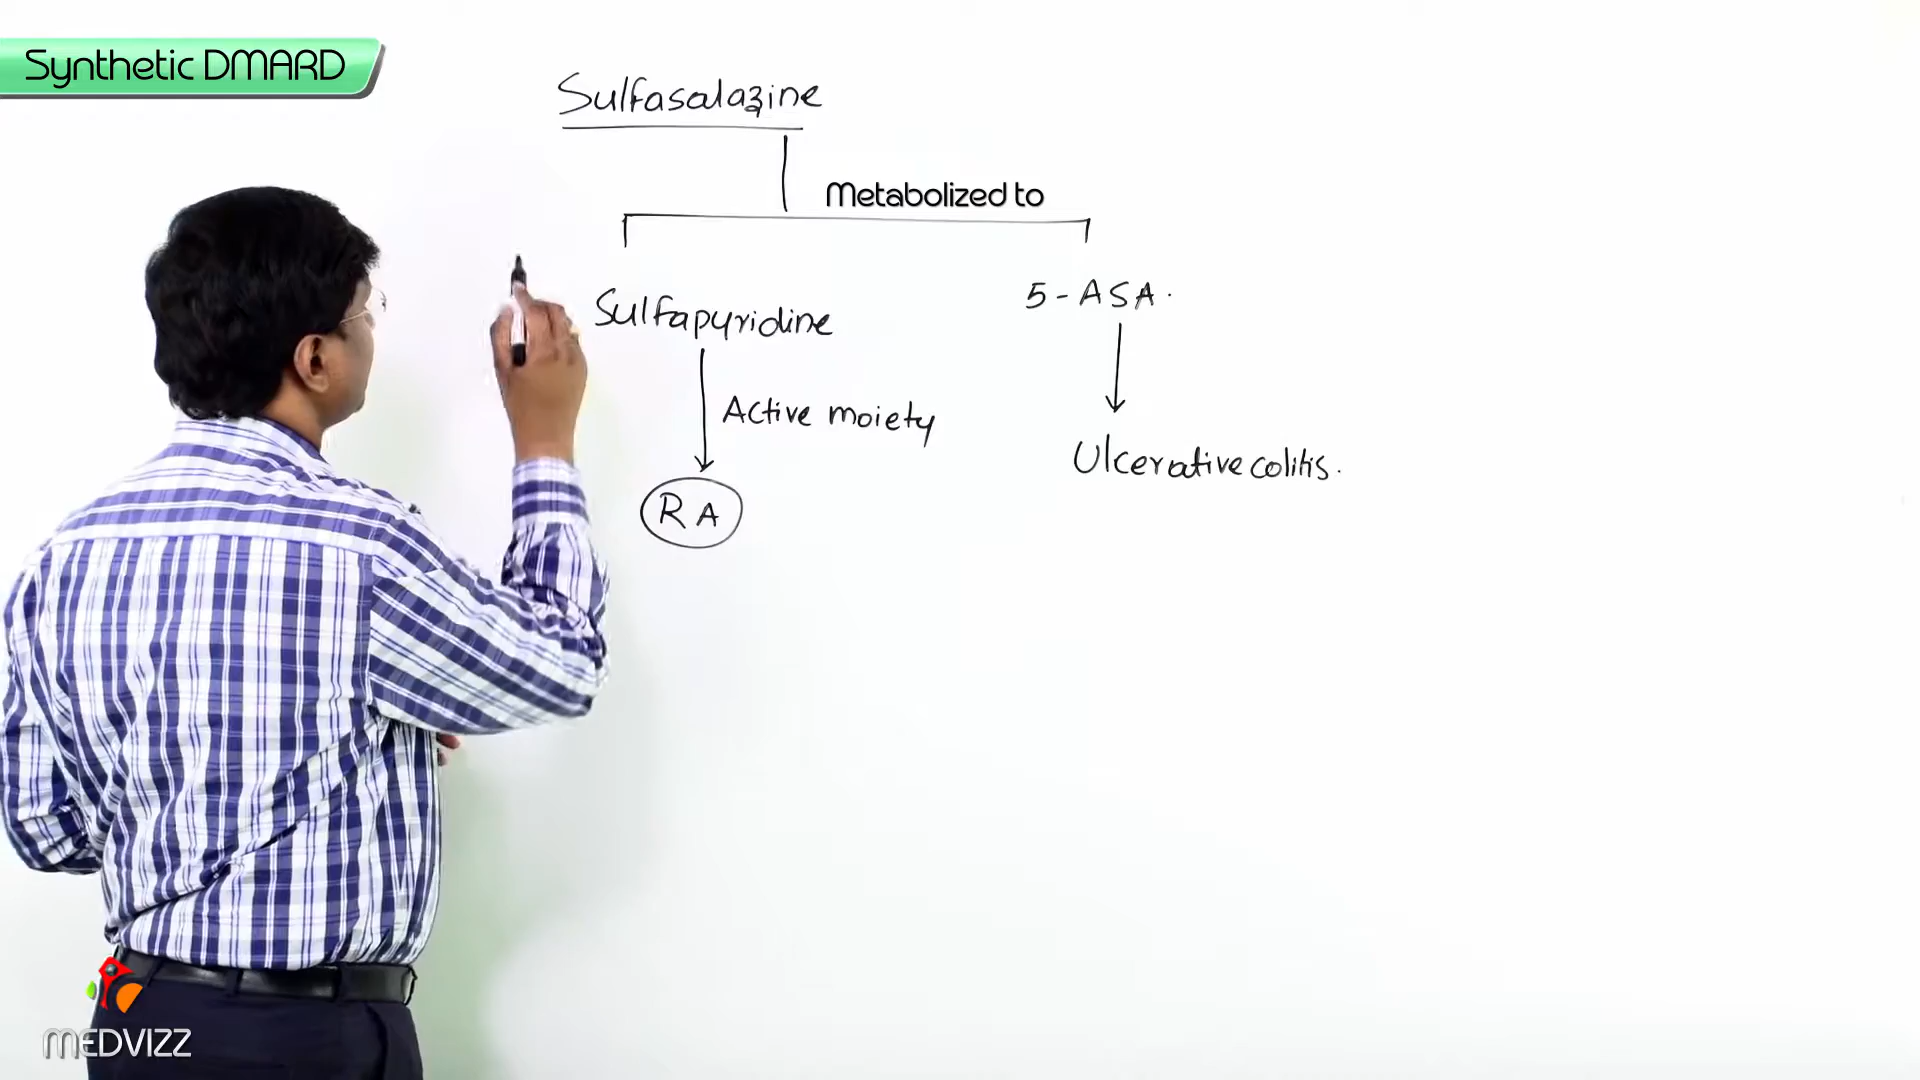 Synthetic DMARD
Sulfasalazine
Metabolized to
Sulfapyridine
5-ASA.
Active moiety
RA
Ulcerative colitis.
MEDVIZZ